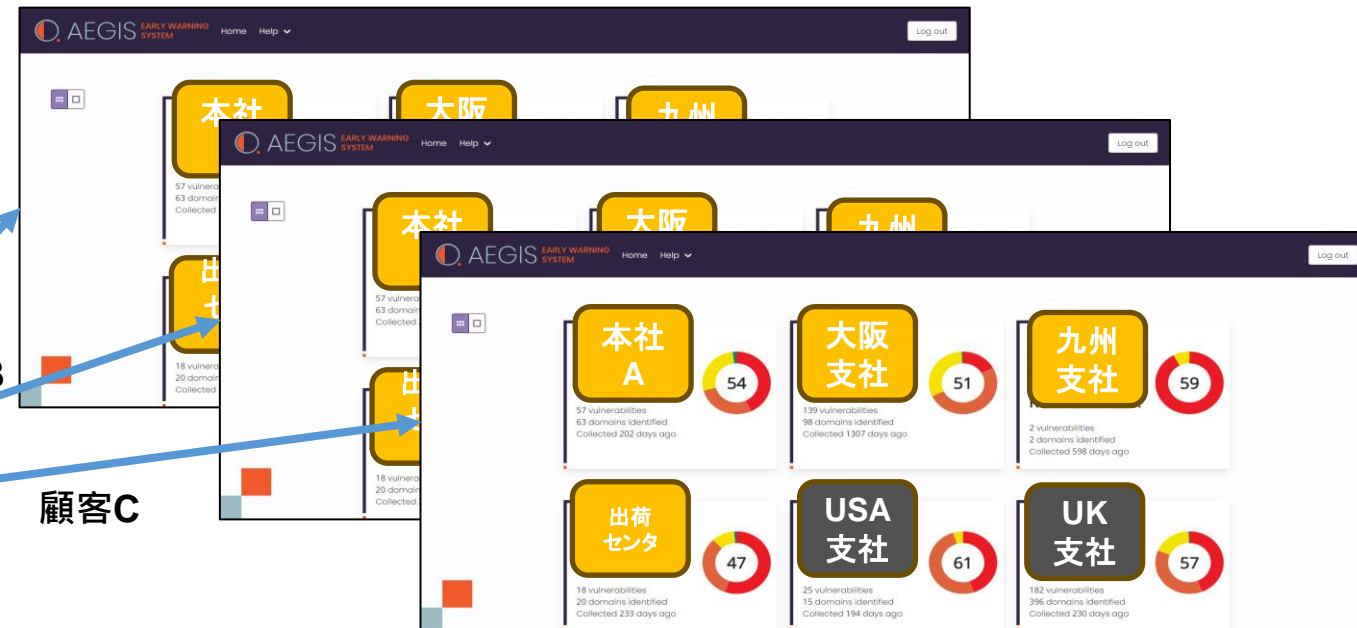 AEGIS EARLY WARNING SYSTEM Home Help Log out
本社
大阪
九州
57 vulnera
63 domain
Collected
出
セ
18 vulnera
20 domain
Collected
AEGIS EARLY WARNING SYSTEM Home Help Log out
本社
大阪
九州
57 vulnera
63 domain
Collected
出
18 vulnera
20 domain
Collected
AEGIS EARLY WARNING SYSTEM Home Help Log out
本社
A
54
57 vulnerabilities
63 domains identified
Collected 202 days ago
大阪
支社
51
139 vulnerabilities
98 domains identified
Collected 1307 days ago
九州
支社
59
2 vulnerabilities
2 domains identified
Collected 598 days ago
出荷
センタ
47
18 vulnerabilities
20 domains identified
Collected 233 days ago
USA
支社
61
25 vulnerabilities
15 domains identified
Collected 194 days ago
UK
支社
57
182 vulnerabilities
396 domains identified
Collected 230 days ago
B
顧客C